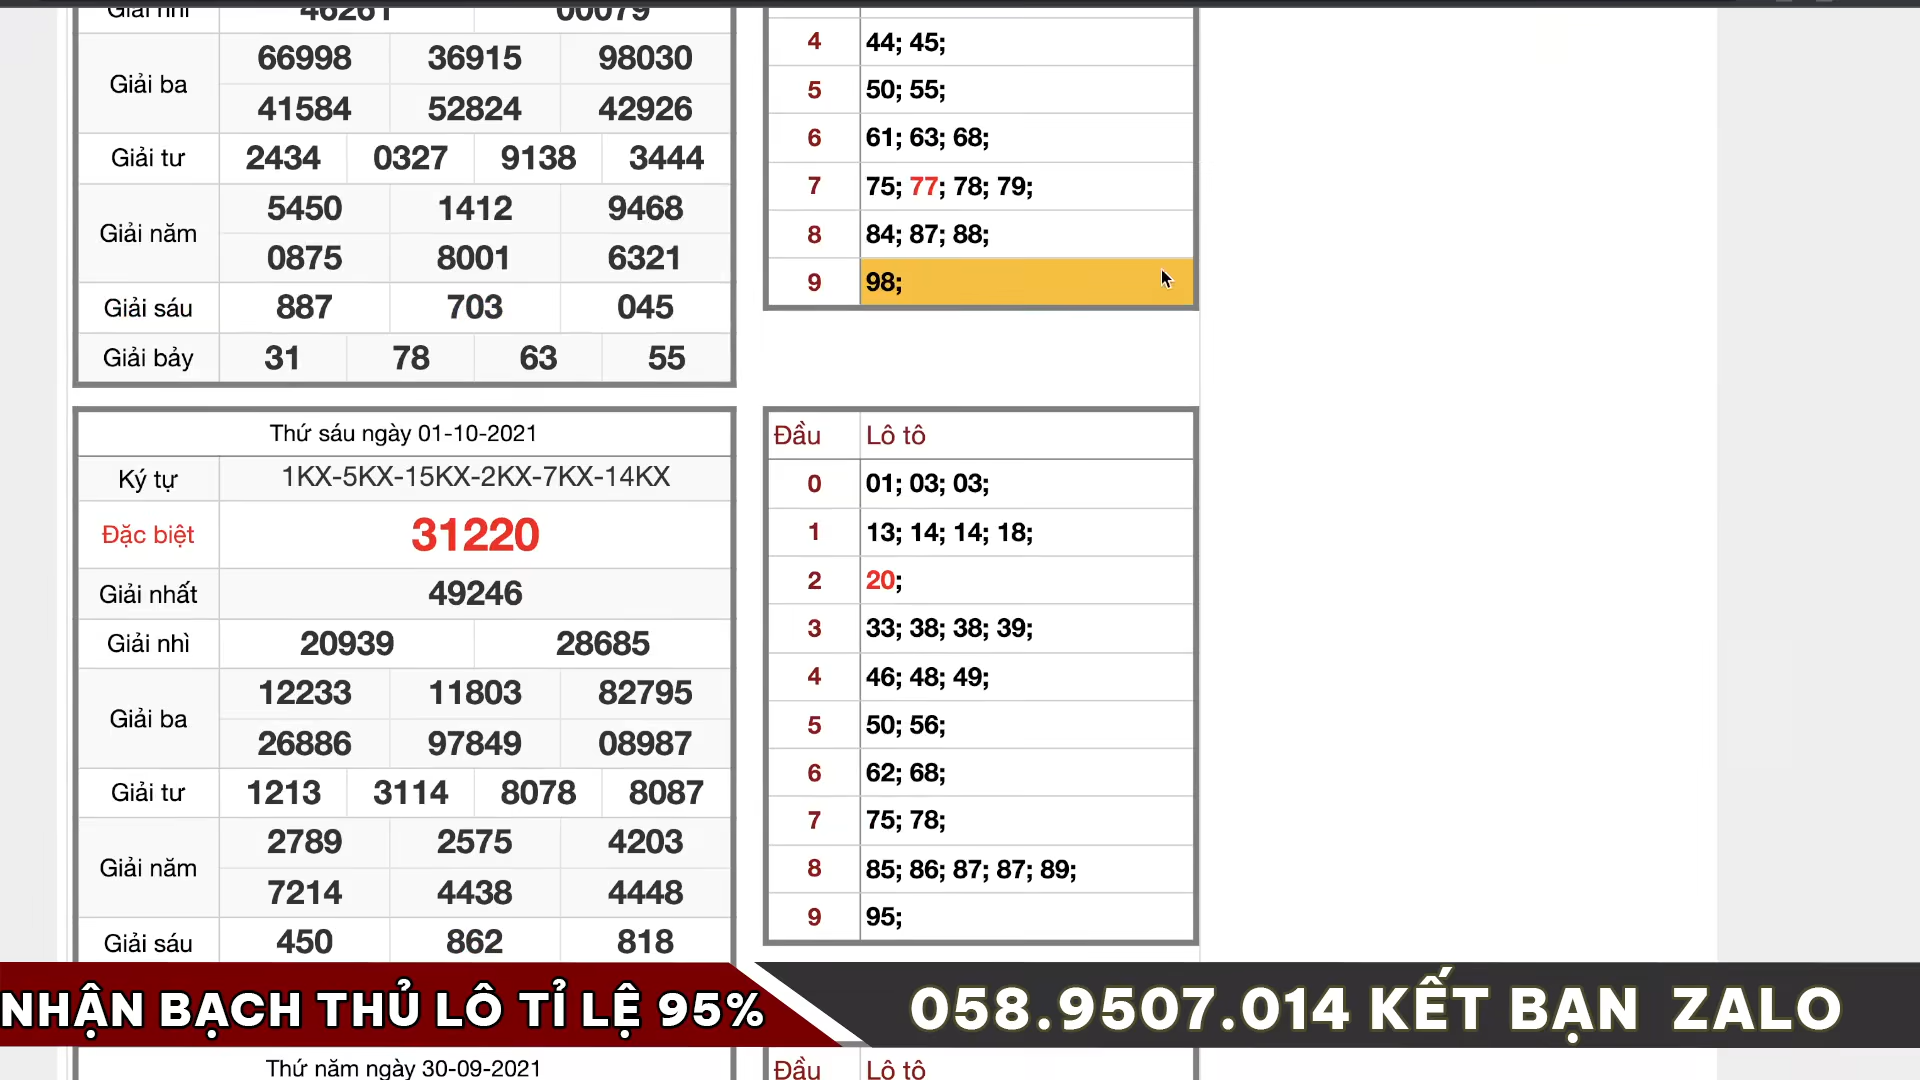 Giải nhì 46261 00079
Giải ba 66998 36915 98030
41584 52824 42926
Giải tư 2434 0327 9138 3444
Giải năm 5450 1412 9468
0875 8001 6321
Giải sáu 887 703 045
Giải bảy 31 78 63 55
4 44; 45;
5 50; 55;
6 61; 63; 68;
7 75; 77; 78; 79;
8 84; 87; 88;
9 98;
Thứ sáu ngày 01-10-2021
Ký tự 1KX-5KX-15KX-2KX-7KX-14KX
Đặc biệt 31220
Giải nhất 49246
Giải nhì 20939 28685
Giải ba 12233 11803 82795
26886 97849 08987
Giải tư 1213 3114 8078 8087
Giải năm 2789 2575 4203
7214 4438 4448
Giải sáu 450 862 818
Đầu Lô tô
0 01; 03; 03;
1 13; 14; 14; 18;
2 20;
3 33; 38; 38; 39;
4 46; 48; 49;
5 50; 56;
6 62; 68;
7 75; 78;
8 85; 86; 87; 87; 89;
9 95;
NHẬN BẠCH THỦ LÔ TỈ LỆ 95%
058.9507.014 KẾT BẠN ZALO
Thứ năm ngày 30-09-2021
Đầu Lô tô